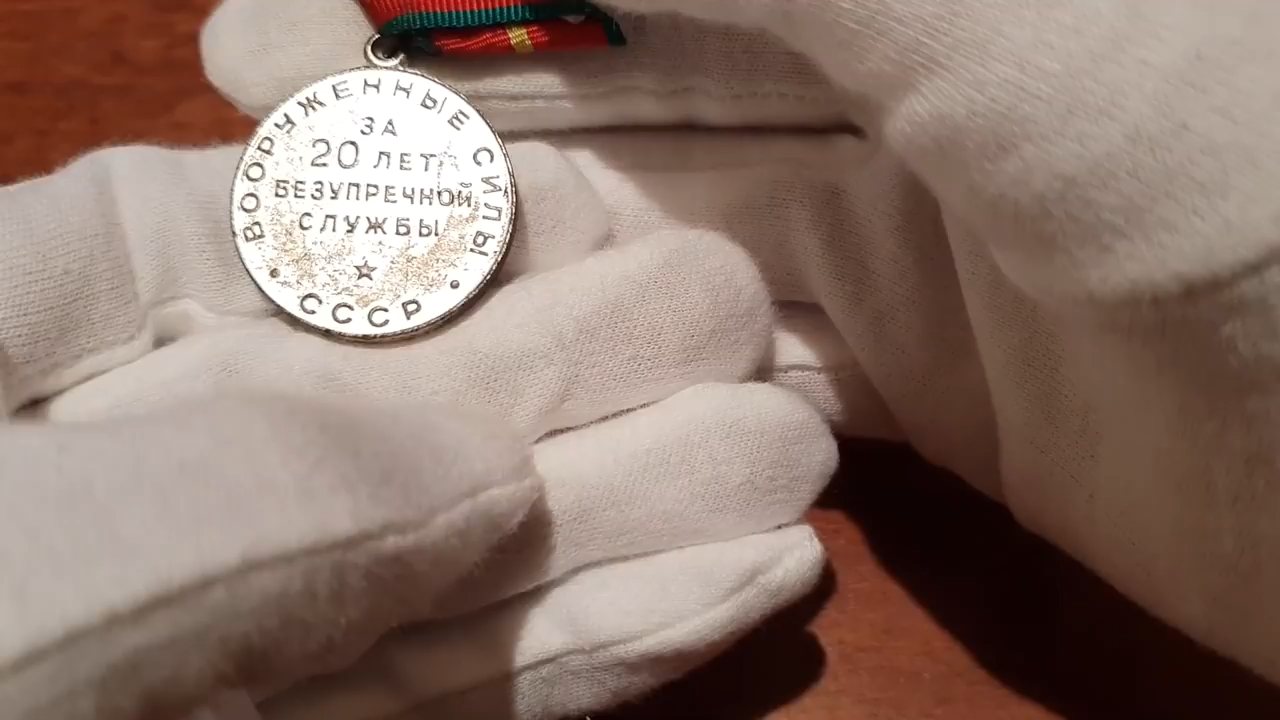 ВООРУЖЕННЫЕ СИЛЫ
ЗА
20 ЛЕТ
БЕЗУПРЕЧНОЙ
СЛУЖБЫ
СССР